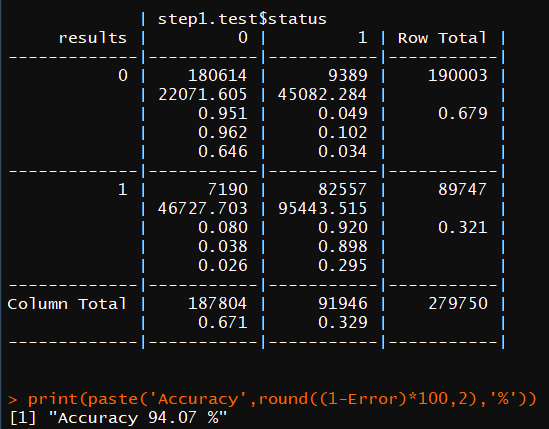 | step1.test$status
     results |         0 |         1 | Row Total |
-------------|-----------|-----------|-----------|
           0 |    180614 |      9389 |    190003 |
             | 22071.605 | 45082.284 |           |
             |     0.951 |     0.049 |     0.679 |
             |     0.962 |     0.102 |           |
             |     0.646 |     0.034 |           |
-------------|-----------|-----------|-----------|
           1 |      7190 |     82557 |     89747 |
             | 46727.703 | 95443.515 |           |
             |     0.080 |     0.920 |     0.321 |
             |     0.038 |     0.898 |           |
             |     0.026 |     0.295 |           |
-------------|-----------|-----------|-----------|
Column Total |    187804 |     91946 |    279750 |
             |     0.671 |     0.329 |           |
-------------|-----------|-----------|-----------|
> print(paste('Accuracy',round((1-Error)*100,2),'%'))
[1] "Accuracy 94.07 %"